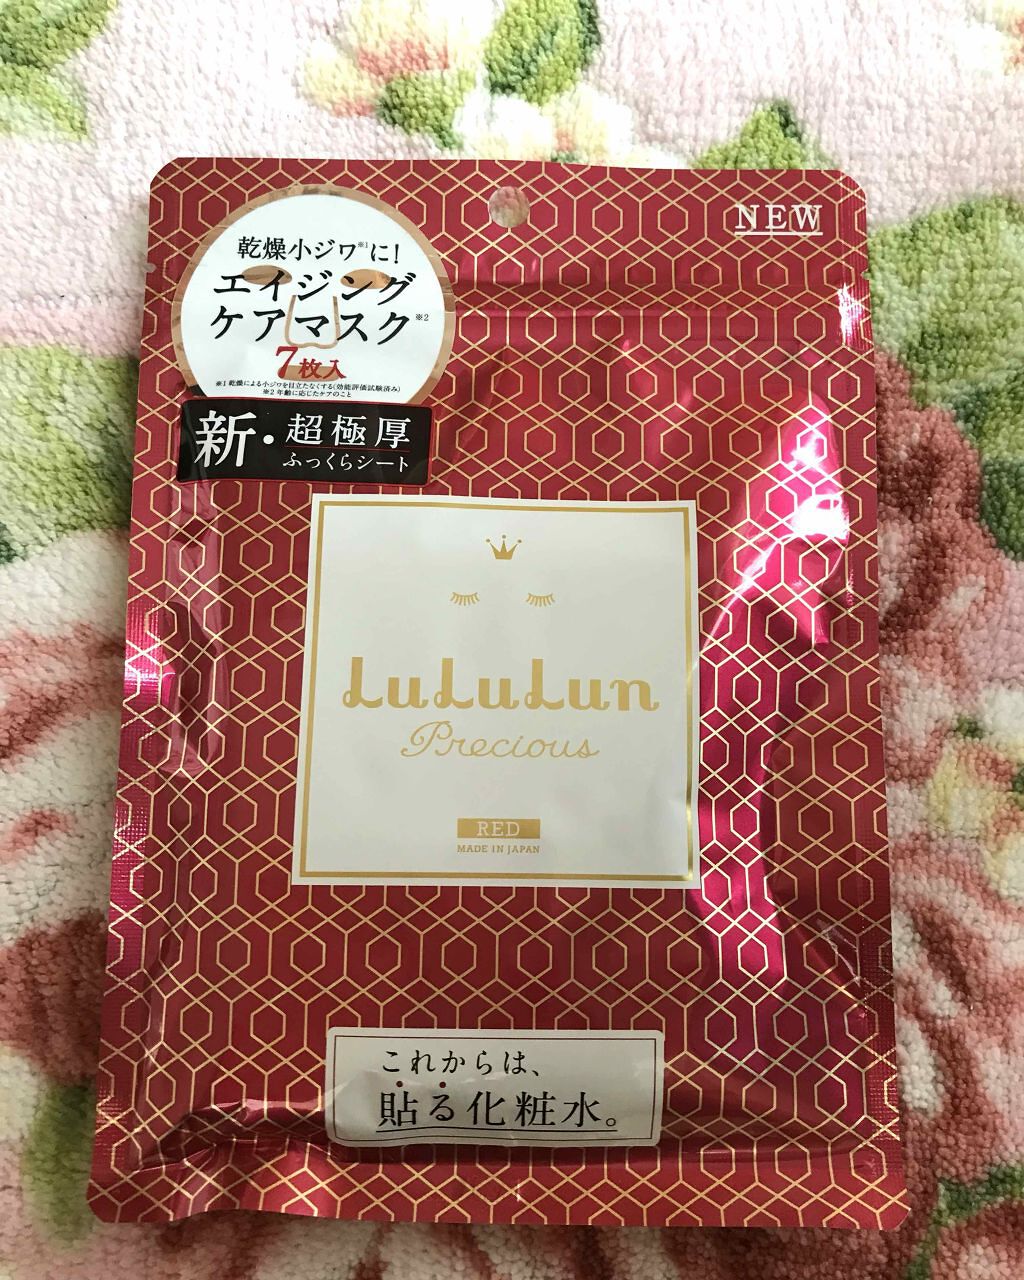 NEW
乾燥小ジワ※1に!
エイジング
ケアマスク※2
7枚入
※1 乾燥による小ジワを目立たなくする(効能評価試験済み)
※2 年齢に応じたケアのこと
新・超極厚
ふっくらシート
LuLuLun
Precious
RED
MADE IN JAPAN
これからは、
貼る化粧水。